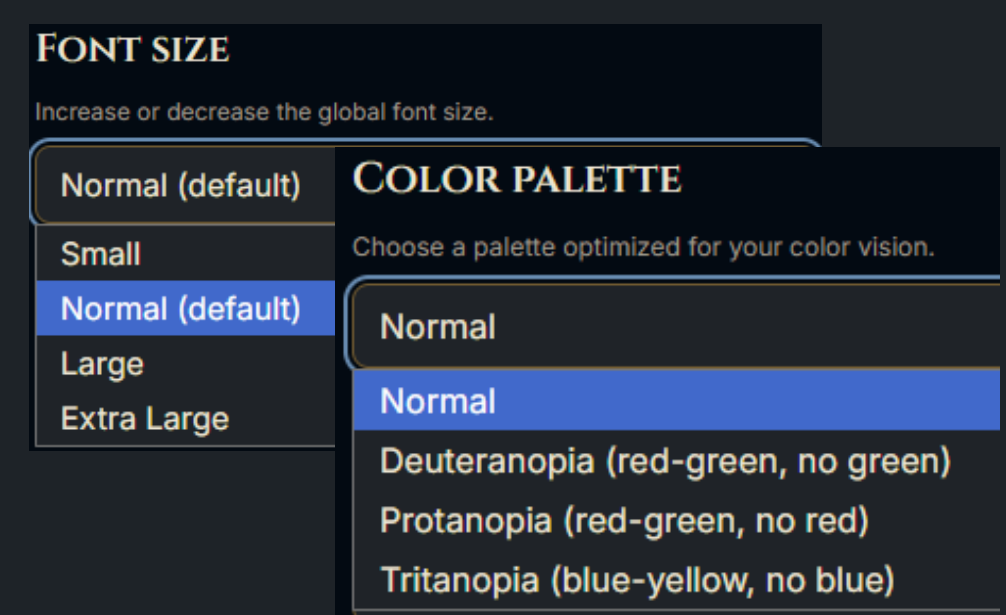 Font size
Increase or decrease the global font size.
Normal (default)
Small
Normal (default)
Large
Extra Large
Color palette
Choose a palette optimized for your color vision.
Normal
Normal
Deuteranopia (red-green, no green)
Protanopia (red-green, no red)
Tritanopia (blue-yellow, no blue)